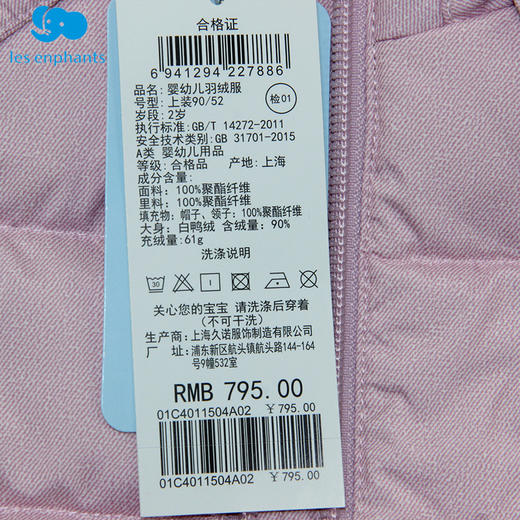 les enphants
合格证
6 941294 227886
品名: 婴幼儿羽绒服
号型: 上装90/52
检01
岁段: 2岁
执行标准: GB/T 14272-2011
安全技术类别: GB 31701-2015
A类 婴幼儿用品
等级: 合格品 产地: 上海
成分含量:
面料: 100%聚酯纤维
里料: 100%聚酯纤维
填充物: 帽子、领子: 100%聚酯纤维
大身: 白鸭绒 含绒量: 90%
充绒量: 61g
洗涤说明
30
关心您的宝宝 请洗涤后穿着
(不可干洗)
生产商: 上海久诺服饰制造有限公司
厂 址: 浦东新区航头镇航头路144-164
号9幢532室
RMB 795.00
01C4011504A02 ¥795.00
01C4011504A02 ¥795.00